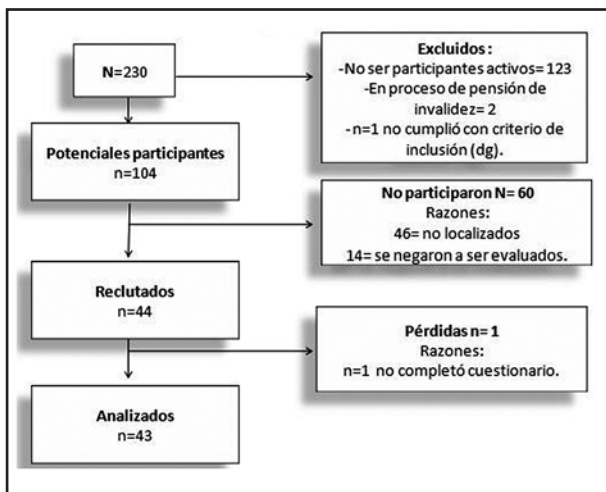 N=230
Excluidos :
-No ser participantes activos= 123
-En proceso de pensión de
invalidez= 2
-n=1 no cumplió con criterio de
inclusión (dg).
Potenciales participantes
n=104
No participaron N= 60
Razones:
46= no localizados
14= se negaron a ser evaluados.
Reclutados
n=44
Pérdidas n= 1
Razones:
n=1 no completó cuestionario.
Analizados
n=43